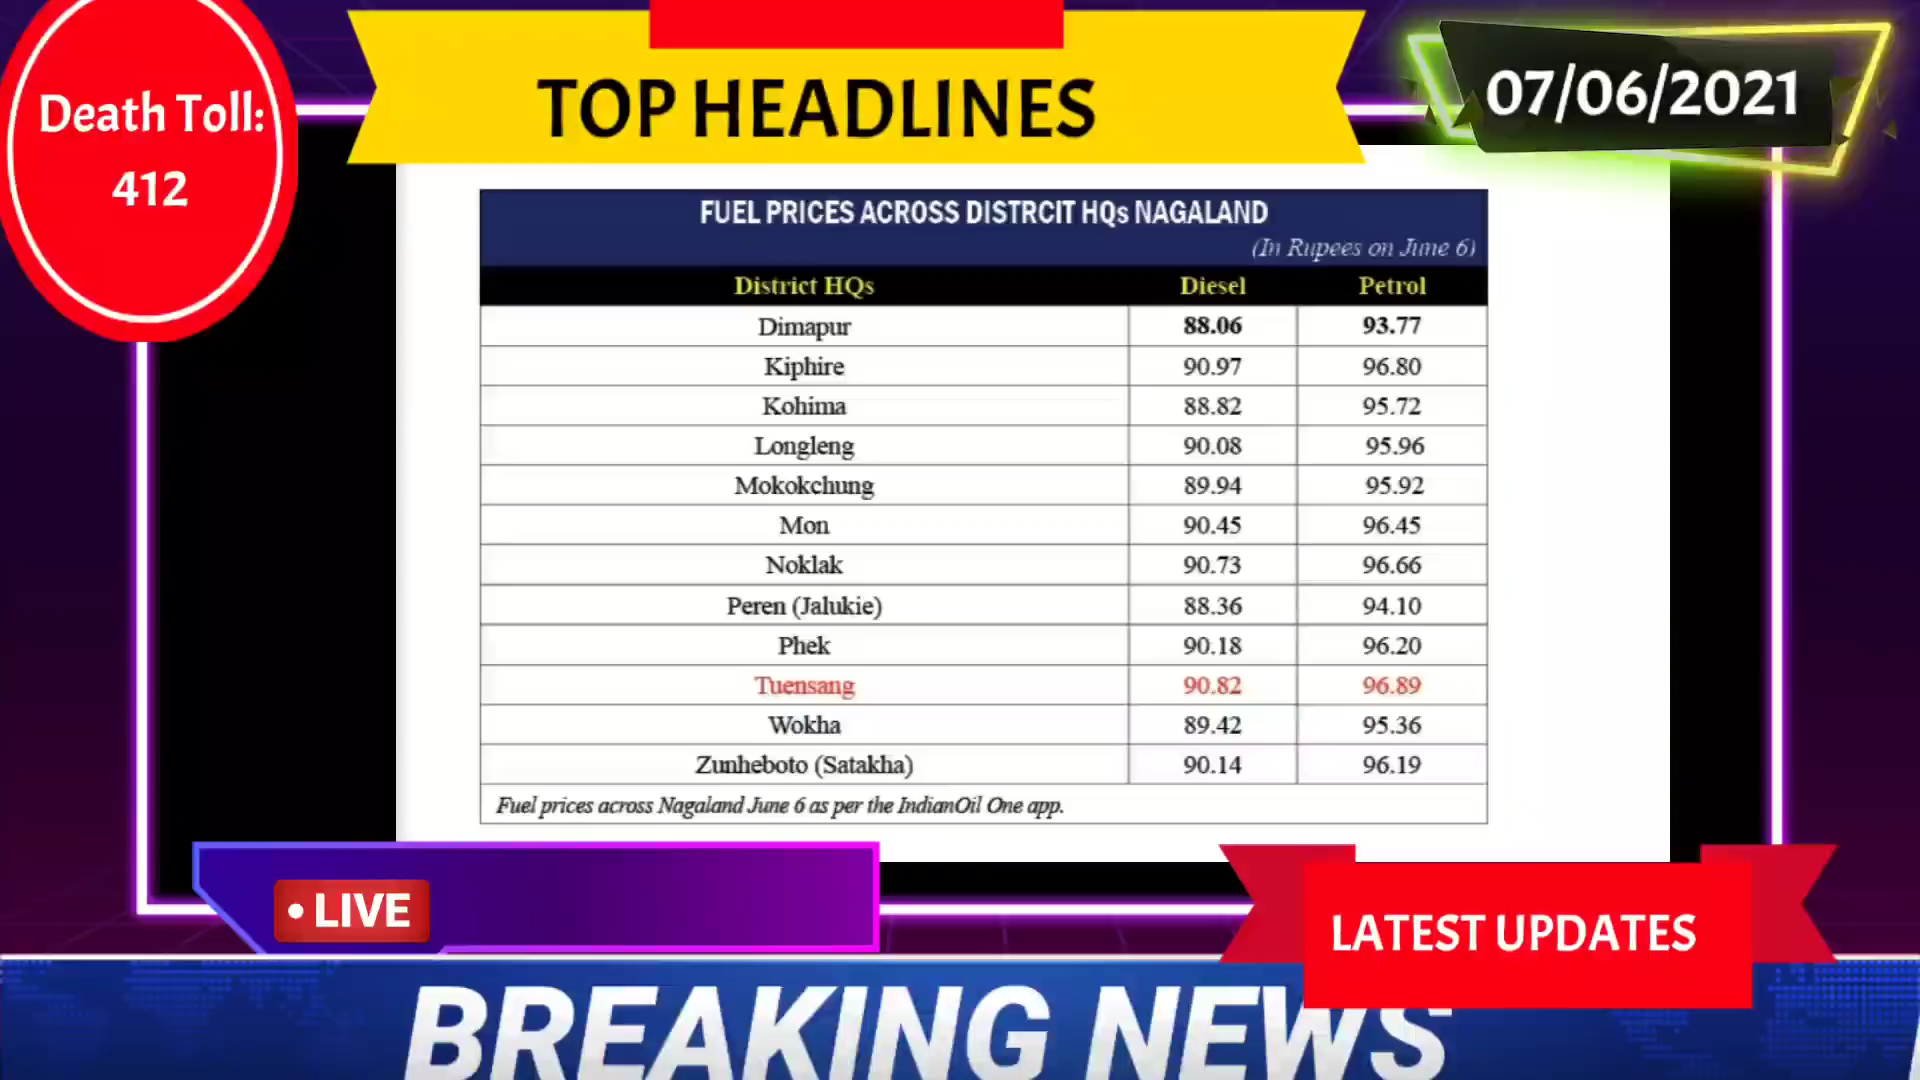 Death Toll:
412
TOP HEADLINES
07/06/2021
FUEL PRICES ACROSS DISTRCIT HQs NAGALAND
(In Rupees on June 6)
District HQs Diesel Petrol
Dimapur 88.06 93.77
Kiphire 90.97 96.80
Kohima 88.82 95.72
Longleng 90.08 95.96
Mokokchung 89.94 95.92
Mon 90.45 96.45
Noklak 90.73 96.66
Peren (Jalukie) 88.36 94.10
Phek 90.18 96.20
Tuensang 90.82 96.89
Wokha 89.42 95.36
Zunheboto (Satakha) 90.14 96.19
Fuel prices across Nagaland June 6 as per the IndianOil One app.
• LIVE
LATEST UPDATES
BREAKING NEWS